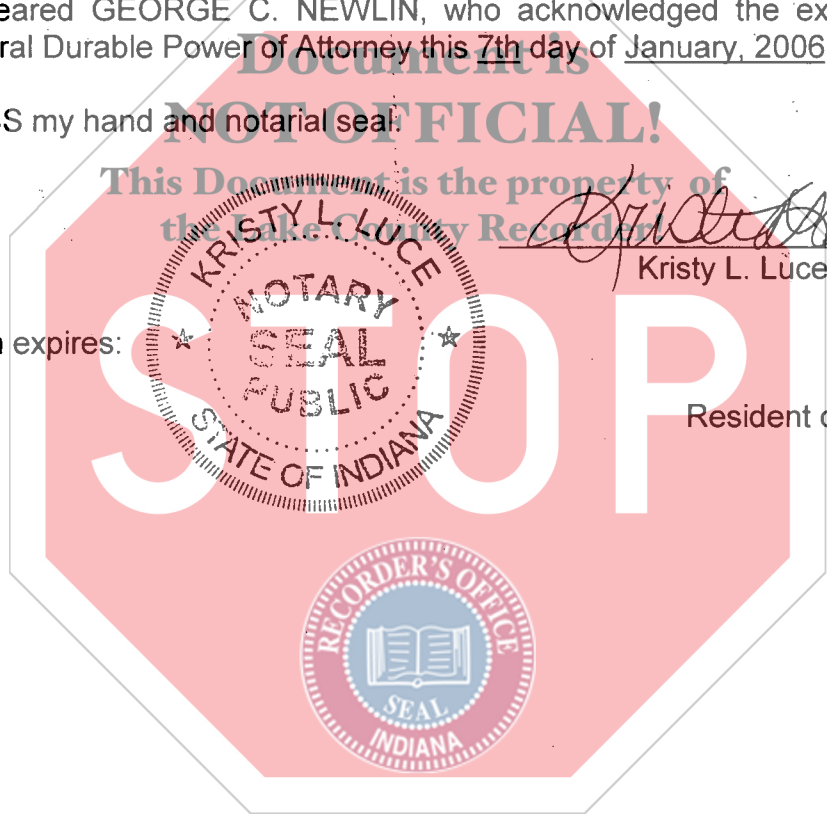 eared GEORGE C. NEWLIN, who acknowledged the ex
ral Durable Power of Attorney this 7th day of January, 2006
Document is
S my hand and notarial seal.
NOT OFFICIAL!
This Document is the property of
the Lake County Recorder!
KRISTY L. LUCE
NOTARY
SEAL
PUBLIC
STATE OF INDIANA
Kristy L. Luce
expires:
Resident
STOP
RECORDER'S OFFICE
SEAL
INDIANA